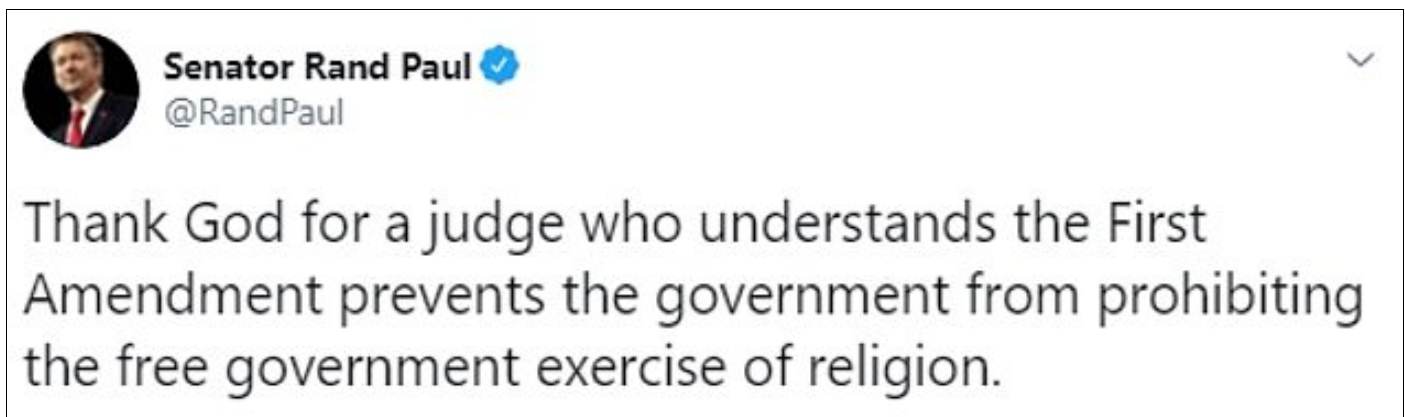 Senator Rand Paul
@RandPaul
Thank God for a judge who understands the First
Amendment prevents the government from prohibiting
the free government exercise of religion.